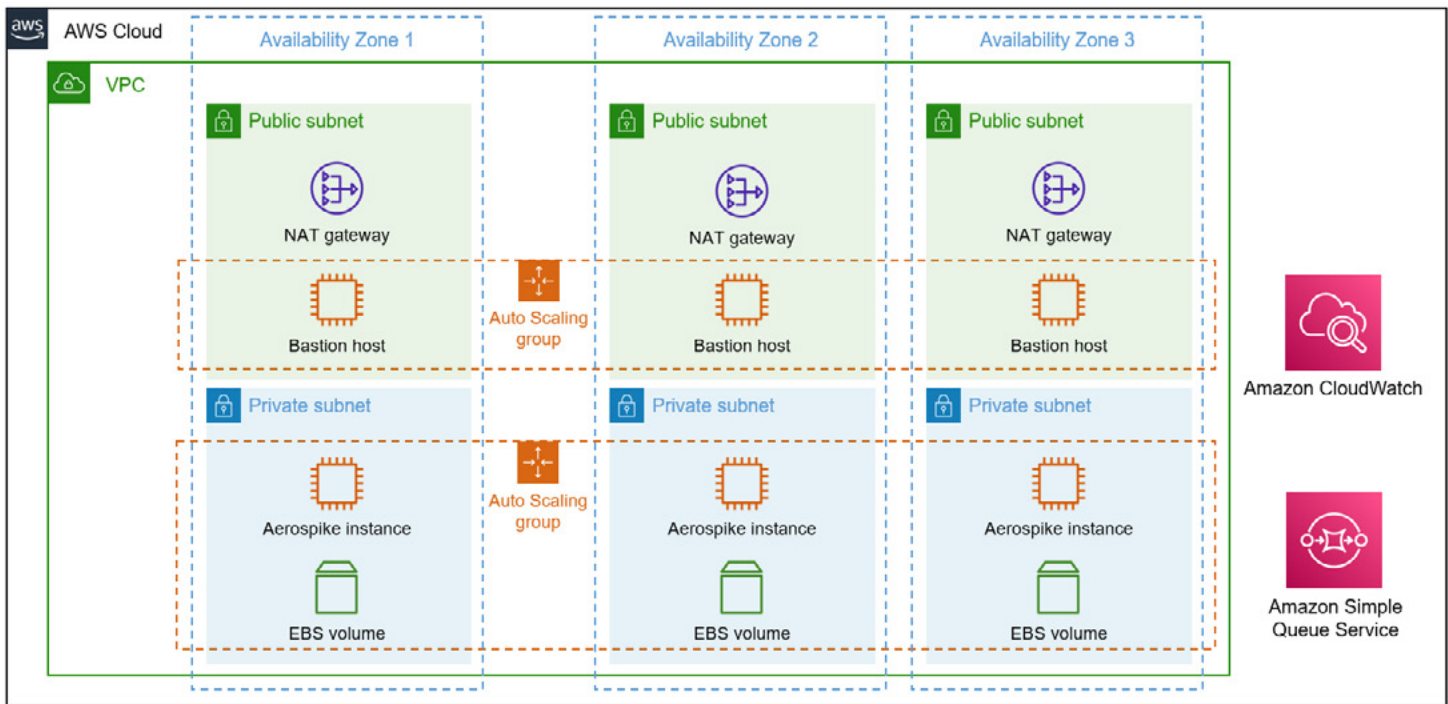 aws
AWS Cloud
Availability Zone 1
Availability Zone 2
Availability Zone 3
VPC
Public subnet
Public subnet
Public subnet
NAT gateway
NAT gateway
NAT gateway
Auto Scaling
group
Bastion host
Bastion host
Bastion host
Amazon CloudWatch
Private subnet
Private subnet
Private subnet
Auto Scaling
group
Aerospike instance
Aerospike instance
Aerospike instance
EBS volume
EBS volume
EBS volume
Amazon Simple
Queue Service